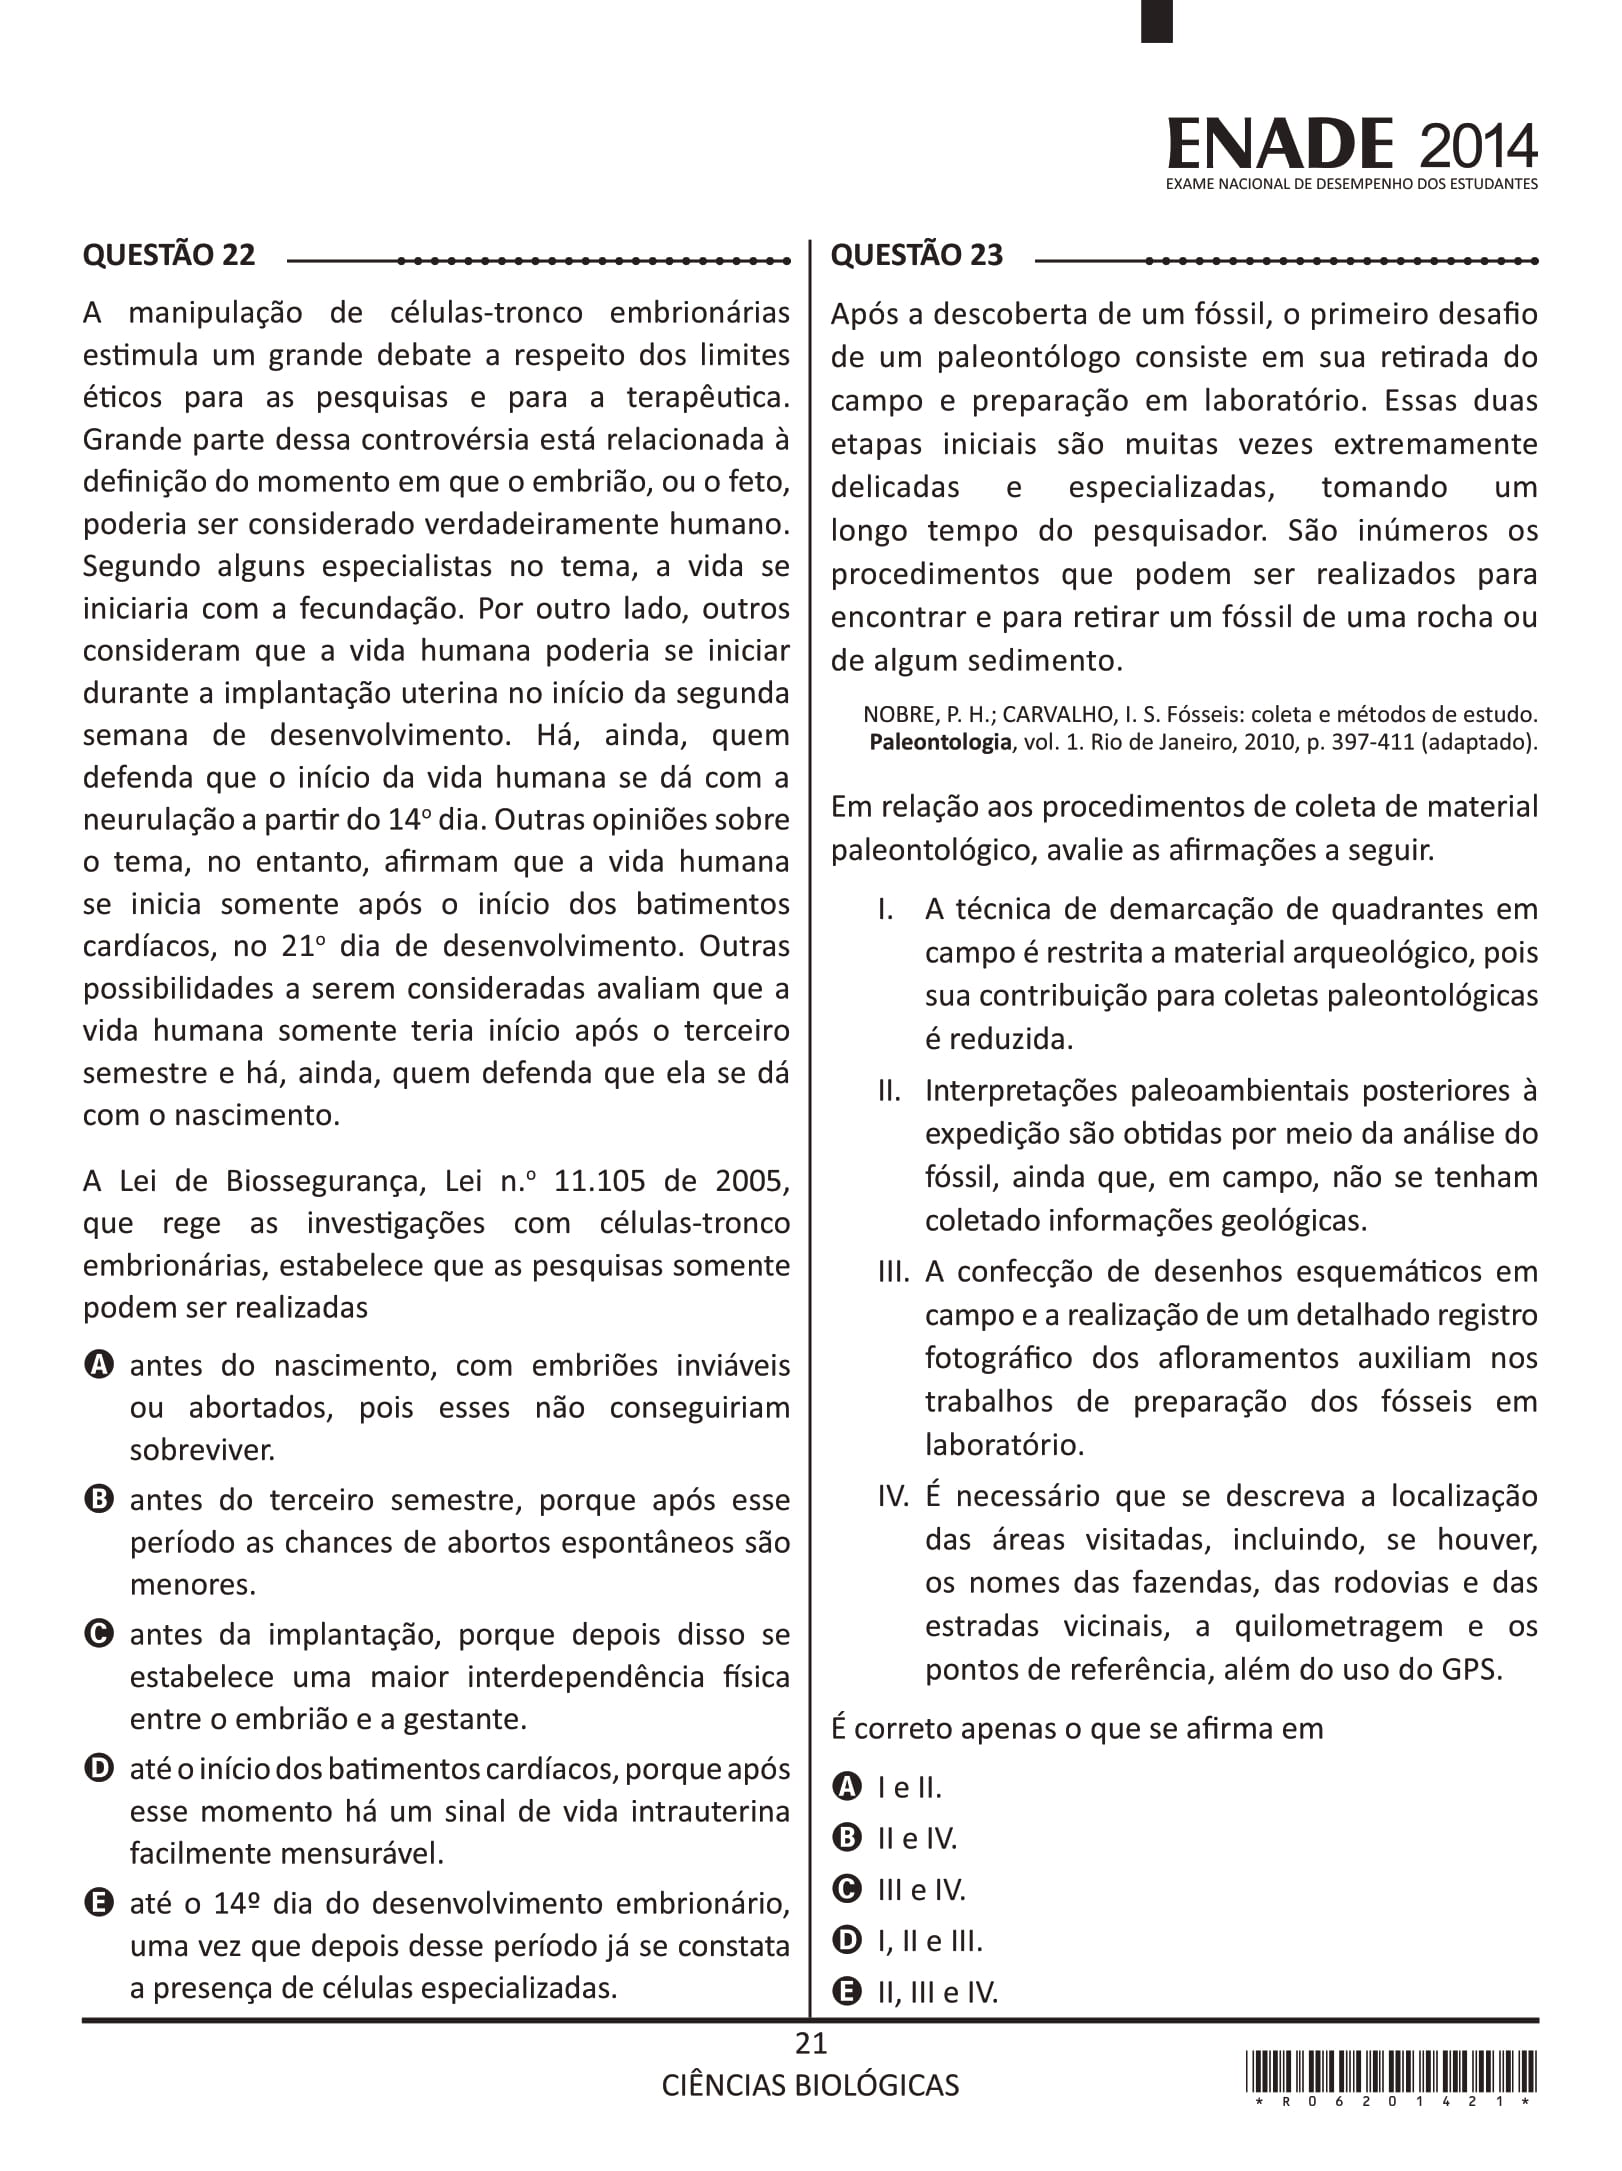 ENADE 2014
EXAME NACIONAL DE DESEMPENHO DOS ESTUDANTES
QUESTÃO 22
A manipulação de células-tronco embrionárias
estimula um grande debate a respeito dos limites
éticos para as pesquisas e para a terapêutica.
Grande parte dessa controvérsia está relacionada à
definição do momento em que o embrião, ou o feto,
poderia ser considerado verdadeiramente humano.
Segundo alguns especialistas no tema, a vida se
iniciaria com a fecundação. Por outro lado, outros
consideram que a vida humana poderia se iniciar
durante a implantação uterina no início da segunda
semana de desenvolvimento. Há, ainda, quem
defenda que o início da vida humana se dá com a
neurulação a partir do 14º dia. Outras opiniões sobre
o tema, no entanto, afirmam que a vida humana
se inicia somente após o início dos batimentos
cardíacos, no 21º dia de desenvolvimento. Outras
possibilidades a serem consideradas avaliam que a
vida humana somente teria início após o terceiro
semestre e há, ainda, quem defenda que ela se dá
com o nascimento.
A Lei de Biossegurança, Lei n.º 11.105 de 2005,
que rege as investigações com células-tronco
embrionárias, estabelece que as pesquisas somente
podem ser realizadas
A antes do nascimento, com embriões inviáveis
ou abortados, pois esses não conseguiriam
sobreviver.
B antes do terceiro semestre, porque após esse
período as chances de abortos espontâneos são
menores.
C antes da implantação, porque depois disso se
estabelece uma maior interdependência física
entre o embrião e a gestante.
D até o início dos batimentos cardíacos, porque após
esse momento há um sinal de vida intrauterina
facilmente mensurável.
E até o 14º dia do desenvolvimento embrionário,
uma vez que depois desse período já se constata
a presença de células especializadas.
QUESTÃO 23
Após a descoberta de um fóssil, o primeiro desafio
de um paleontólogo consiste em sua retirada do
campo e preparação em laboratório. Essas duas
etapas iniciais são muitas vezes extremamente
delicadas e especializadas, tomando um
longo tempo do pesquisador. São inúmeros os
procedimentos que podem ser realizados para
encontrar e para retirar um fóssil de uma rocha ou
de algum sedimento.
NOBRE, P. H.; CARVALHO, I. S. Fósseis: coleta e métodos de estudo.
Paleontologia, vol. 1. Rio de Janeiro, 2010, p. 397-411 (adaptado).
Em relação aos procedimentos de coleta de material
paleontológico, avalie as afirmações a seguir.
I. A técnica de demarcação de quadrantes em
campo é restrita a material arqueológico, pois
sua contribuição para coletas paleontológicas
é reduzida.
II. Interpretações paleoambientais posteriores à
expedição são obtidas por meio da análise do
fóssil, ainda que, em campo, não se tenham
coletado informações geológicas.
III. A confecção de desenhos esquemáticos em
campo e a realização de um detalhado registro
fotográfico dos afloramentos auxiliam nos
trabalhos de preparação dos fósseis em
laboratório.
IV. É necessário que se descreva a localização
das áreas visitadas, incluindo, se houver,
os nomes das fazendas, das rodovias e das
estradas vicinais, a quilometragem e os
pontos de referência, além do uso do GPS.
É correto apenas o que se afirma em
A I e II.
B II e IV.
C III e IV.
D I, II e III.
E II, III e IV.
21
CIÊNCIAS BIOLÓGICAS
*R06201421*